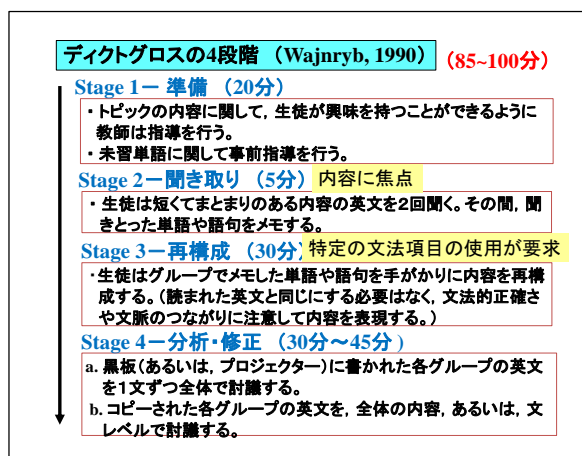 ディクトグロスの4段階 (Wajnryb, 1990) (85~100分)
Stage 1－ 準備 (20分)
・トピックの内容に関して，生徒が興味を持つことができるように
教師は指導を行う。
・未習単語に関して事前指導を行う。
Stage 2－聞き取り (5分) 内容に焦点
・生徒は短くてまとまりのある内容の英文を2回聞く。その間，聞
きとった単語や語句をメモする。
Stage 3－再構成 (30分) 特定の文法項目の使用が要求
・生徒はグループでメモした単語や語句を手がかりに内容を再構
成する。（読まれた英文と同じにする必要はなく，文法的正確さ
や文脈のつながりに注意して内容を表現する。）
Stage 4－分析・修正 (30分～45分 )
a. 黒板（あるいは，プロジェクター）に書かれた各グループの英文
を1文ずつ全体で討議する。
b. コピーされた各グループの英文を，全体の内容，あるいは，文
レベルで討議する。